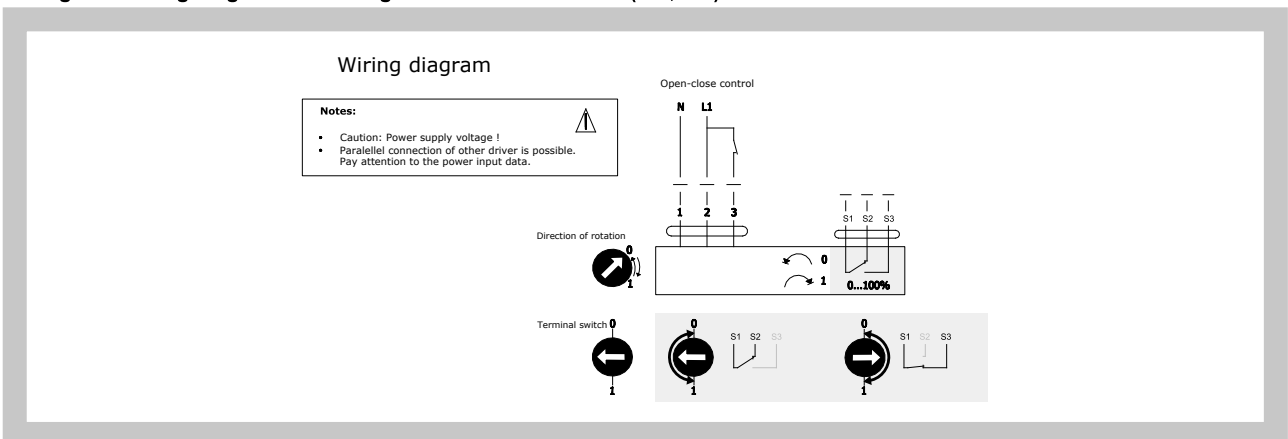 Wiring diagram
Notes:
Caution: Power supply voltage !
Paralellel connection of other driver is possible.
Pay attention to the power input data.
Open-close control
N L1
1 2 3
S1 S2 S3
Direction of rotation
0
1
0
1
0...100%
Terminal switch
0
1
0
1
S1 S2 S3
0
1
S1 S2 S3